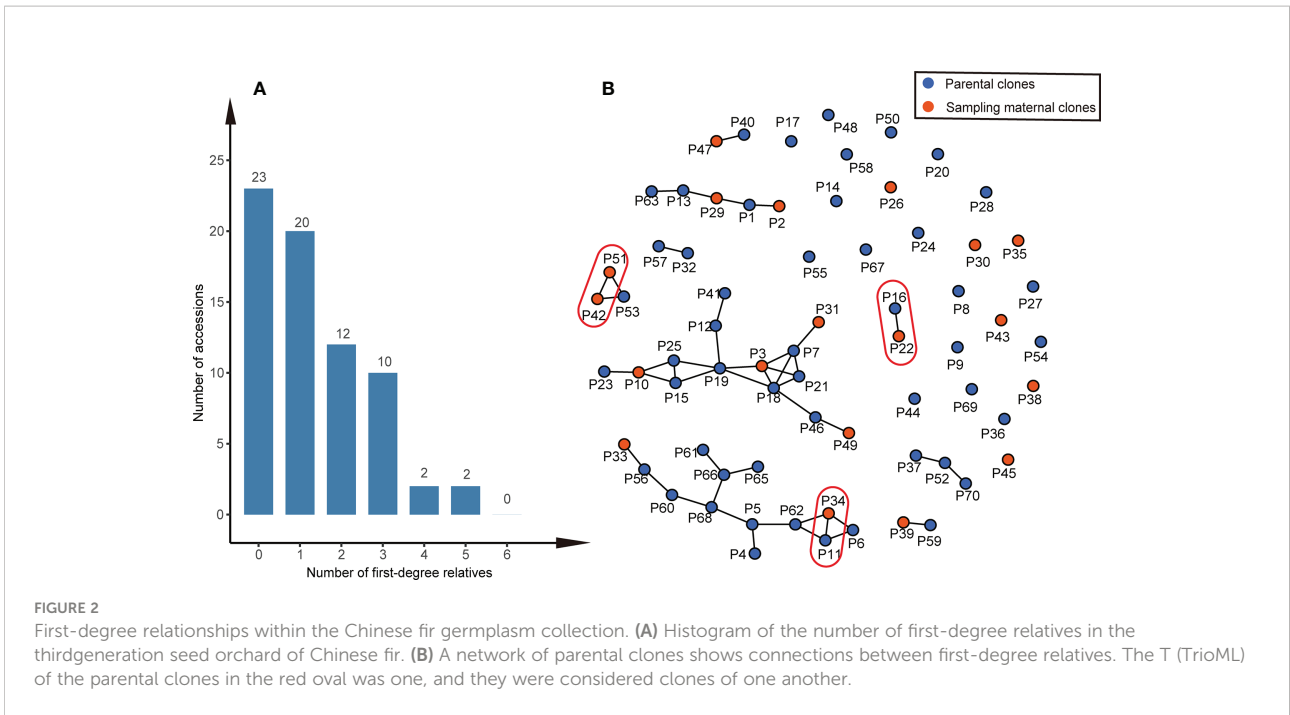 A
B
Parental clones
Sampling maternal clones
Number of accessions
25
20
15
10
5
0
23
20
12
10
2
2
0
0 1 2 3 4 5 6
Number of first-degree relatives
P40
P47
P17
P48
P50
P58
P20
P63
P13
P29
P1
P2
P14
P26
P28
P57
P32
P55
P67
P24
P30
P35
P51
P42
P53
P41
P12
P31
P16
P22
P8
P27
P43
P54
P9
P25
P3
P7
P23
P10
P15
P19
P18
P21
P44
P69
P38
P36
P46
P49
P33
P56
P61
P66
P65
P60
P68
P5
P62
P34
P4
P11
P6
P37
P52
P70
P45
P39
P59
FIGURE 2
First-degree relationships within the Chinese fir germplasm collection. (A) Histogram of the number of first-degree relatives in the
thirdgeneration seed orchard of Chinese fir. (B) A network of parental clones shows connections between first-degree relatives. The T (TrioML)
of the parental clones in the red oval was one, and they were considered clones of one another.